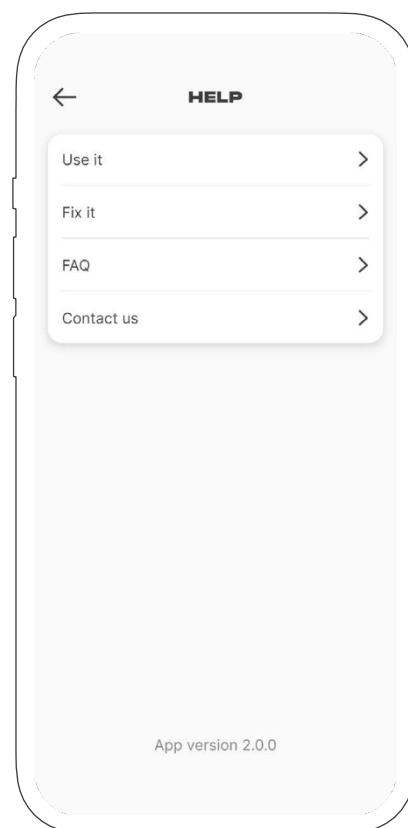 HELP
Use it
Fix it
FAQ
Contact us
App version 2.0.0